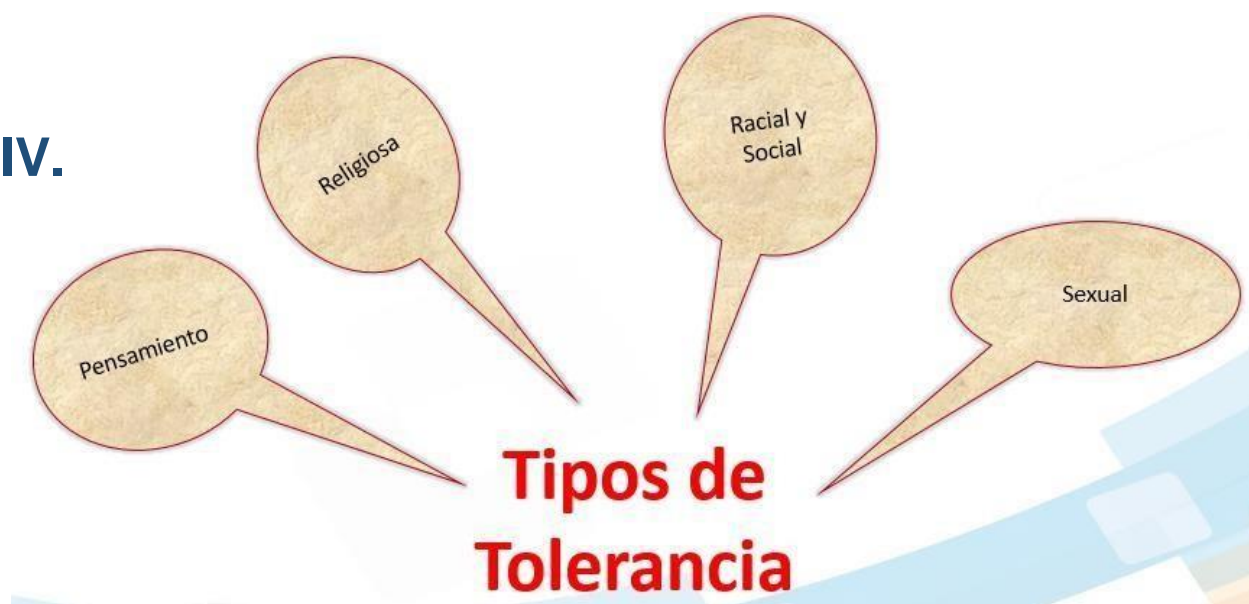 IV.
Pensamiento
Religiosa
Racial y
Social
Sexual
Tipos de
Tolerancia